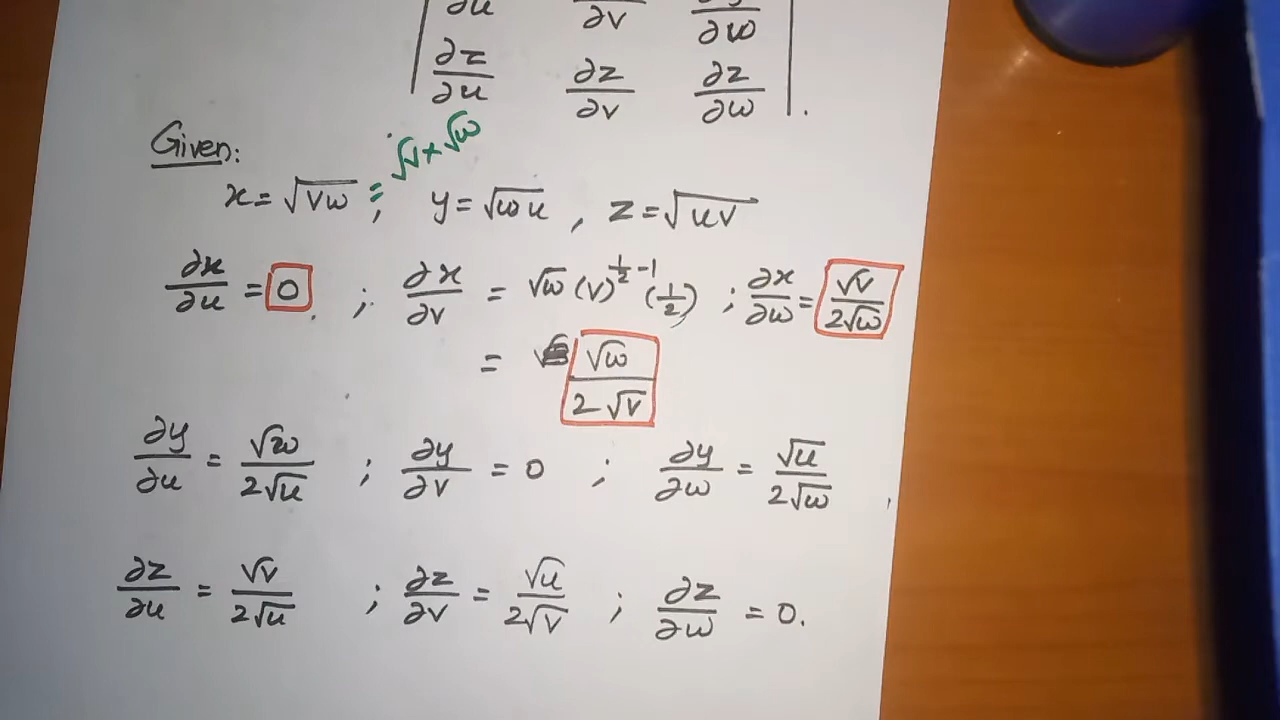 ∂u ∂v ∂w
∂z/∂u ∂z/∂v ∂z/∂w .
Given:
x = √vw = √v + √w ; y = √wu , z = √uv
∂x/∂u = 0 . ; ∂x/∂v = √w (v)^(1/2 - 1) (1/2) ; ∂x/∂w = √v/2√w
= √w/2√v
∂y/∂u = √w/2√u ; ∂y/∂v = 0 ; ∂y/∂w = √u/2√w ,
∂z/∂u = √v/2√u ; ∂z/∂v = √u/2√v ; ∂z/∂w = 0.